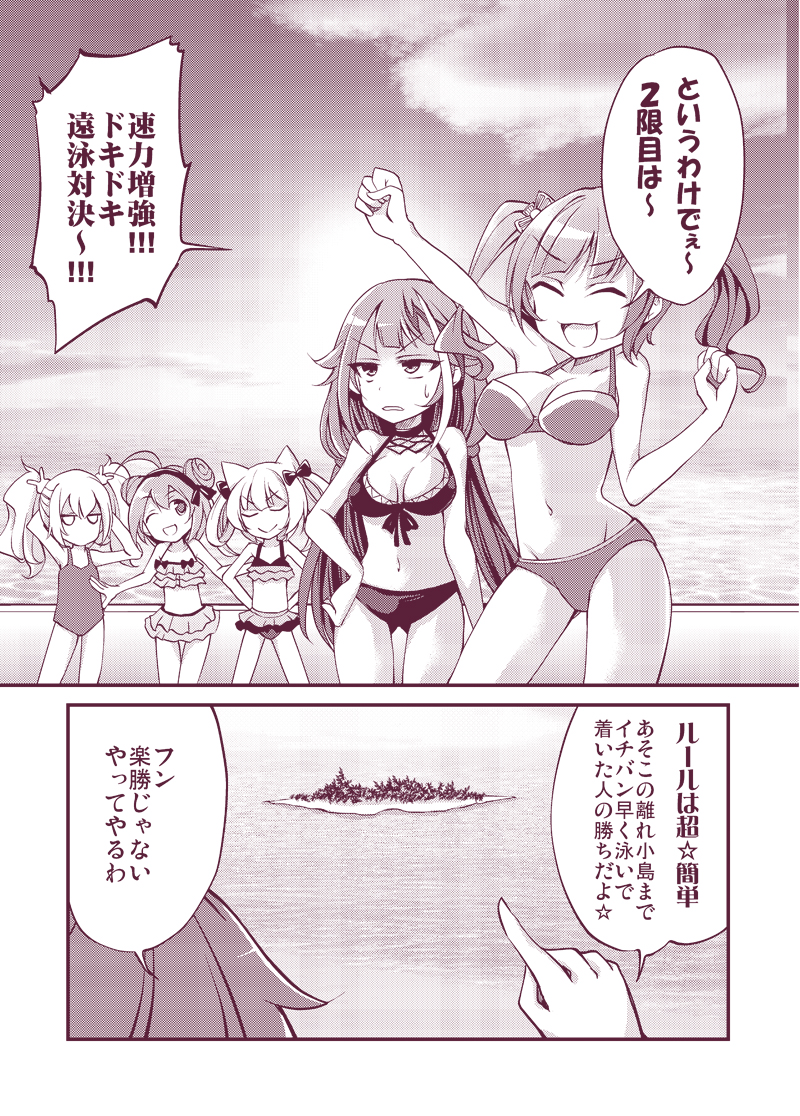 というわけでぇ～
2限目は～
速力増強!!!
ドキドキ
遠泳対決～!!!
ルールは超☆簡単
あそこの離れ小島まで
イチバン早く泳いで
着いた人の勝ちだよ☆
フン
楽勝じゃない
やってやるわ